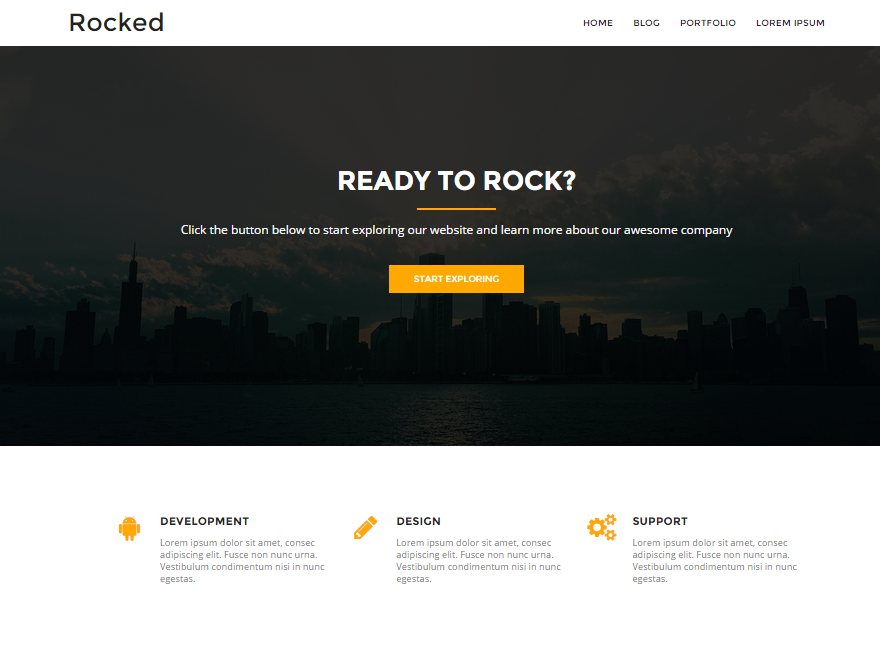 Rocked
HOME BLOG PORTFOLIO LOREM IPSUM
READY TO ROCK?
Click the button below to start exploring our website and learn more about our awesome company
START EXPLORING
DEVELOPMENT
Lorem ipsum dolor sit amet, consec
adipiscing elit. Fusce non nunc urna.
Vestibulum condimentum nisi in nunc
egestas.
DESIGN
Lorem ipsum dolor sit amet, consec
adipiscing elit. Fusce non nunc urna.
Vestibulum condimentum nisi in nunc
egestas.
SUPPORT
Lorem ipsum dolor sit amet, consec
adipiscing elit. Fusce non nunc urna.
Vestibulum condimentum nisi in nunc
egestas.